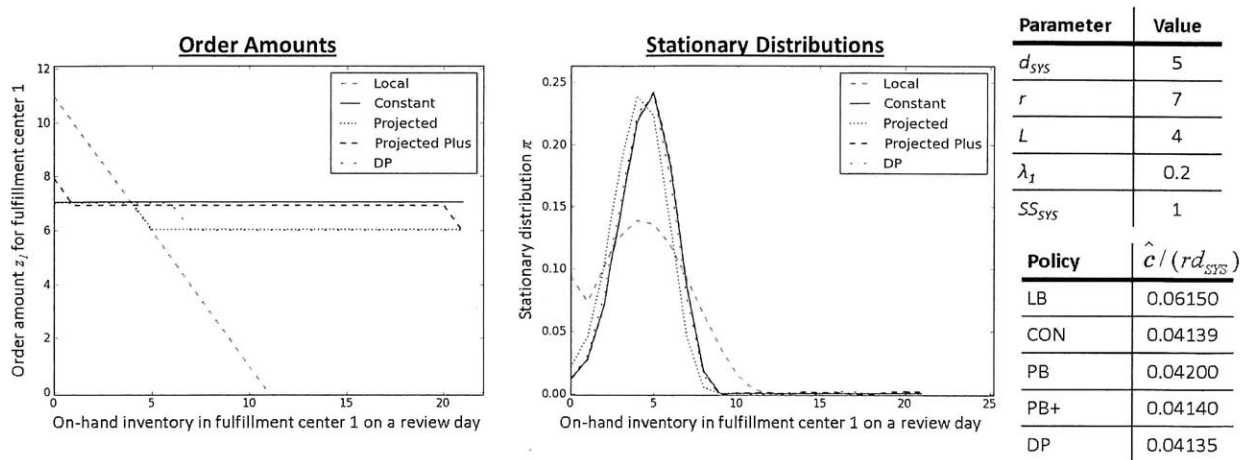 Order Amounts
12
10
8
6
4
2
0
0
5
10
15
20
Order amount z₁ for fulfillment center 1
On-hand inventory in fulfillment center 1 on a review day
Local
Constant
Projected
Projected Plus
DP
Stationary Distributions
0.25
0.20
0.15
0.10
0.05
0.00
0
5
10
15
20
25
Stationary distribution π
On-hand inventory in fulfillment center 1 on a review day
Local
Constant
Projected
Projected Plus
DP
Parameter Value
d_SYS 5
r 7
L 4
λ₁ 0.2
SS_SYS 1
Policy ĉ/(rd_SYS)
LB 0.06150
CON 0.04139
PB 0.04200
PB+ 0.04140
DP 0.04135